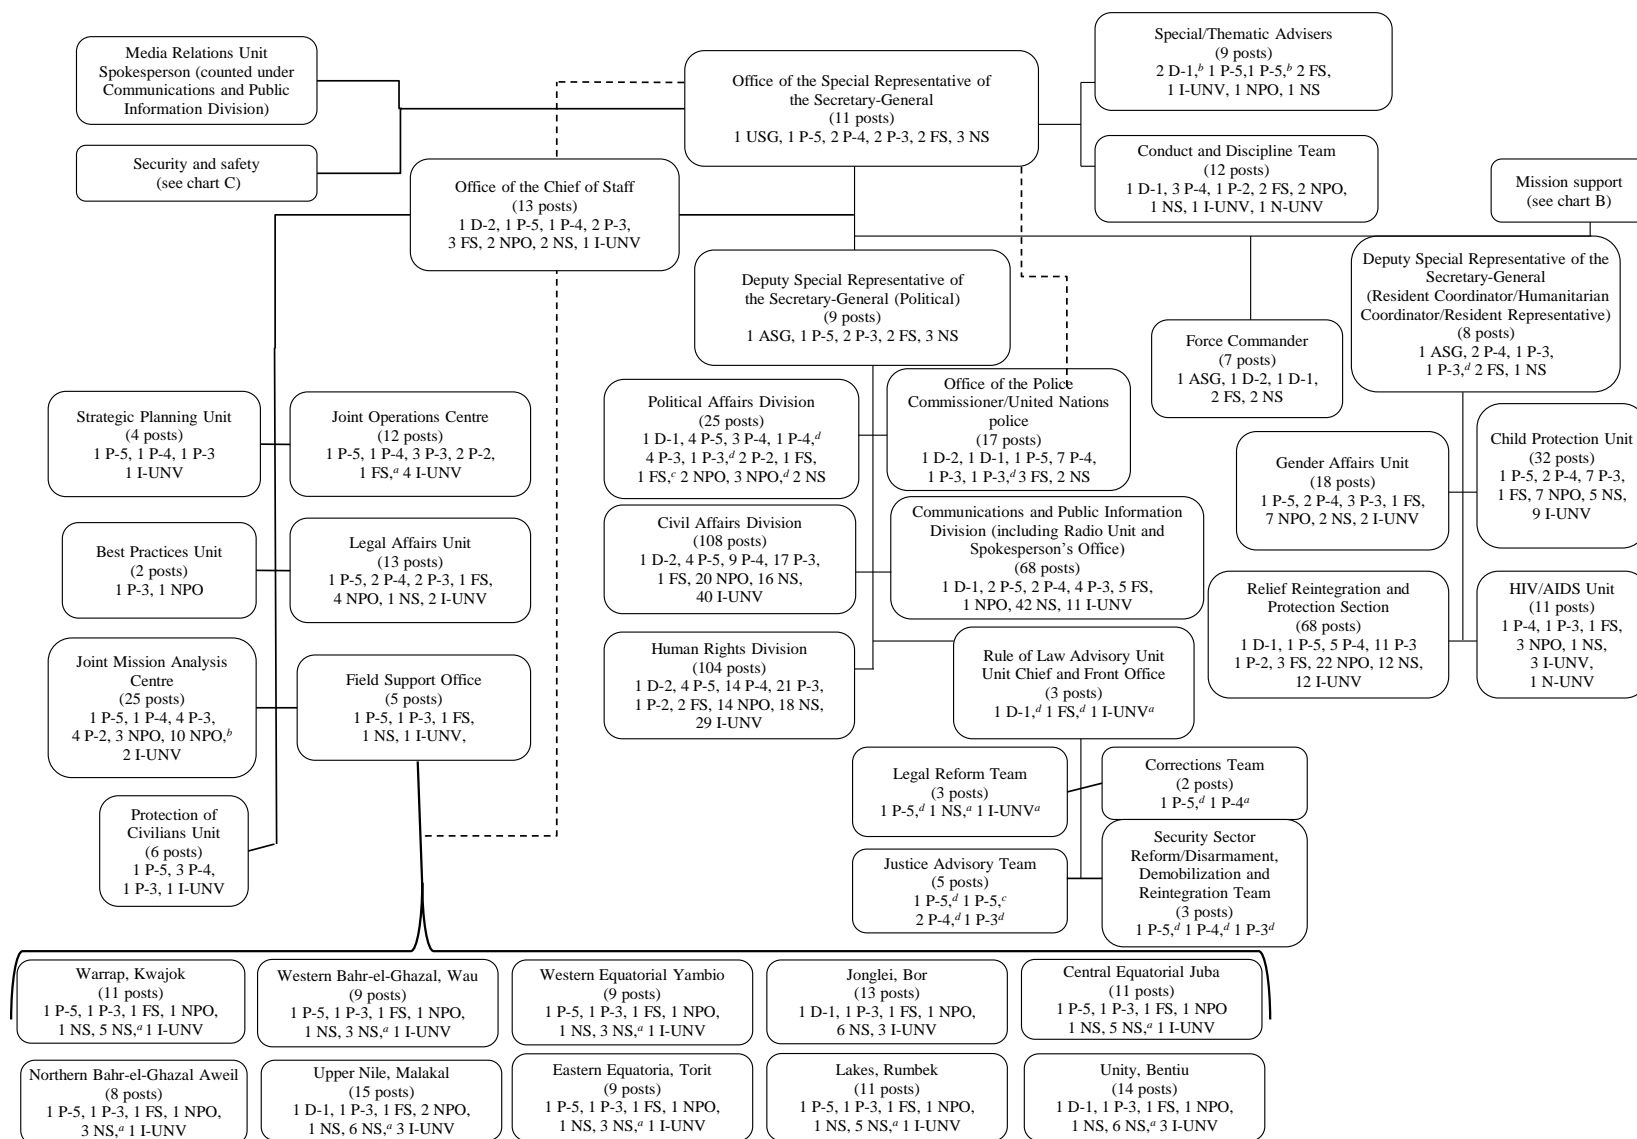 Media Relations Unit
Spokesperson (counted under
Communications and Public
Information Division)
Security and safety
(see chart C)
Office of the Special Representative of
the Secretary-General
(11 posts)
1 USG, 1 P-5, 2 P-4, 2 P-3, 2 FS, 3 NS
Special/Thematic Advisers
(9 posts)
2 D-1,b 1 P-5,1 P-5,b 2 FS,
1 I-UNV, 1 NPO, 1 NS
Conduct and Discipline Team
(12 posts)
1 D-1, 3 P-4, 1 P-2, 2 FS, 2 NPO,
1 NS, 1 I-UNV, 1 N-UNV
Mission support
(see chart B)
Office of the Chief of Staff
(13 posts)
1 D-2, 1 P-5, 1 P-4, 2 P-3,
3 FS, 2 NPO, 2 NS, 1 I-UNV
Deputy Special Representative of
the Secretary-General (Political)
(9 posts)
1 ASG, 1 P-5, 2 P-3, 2 FS, 3 NS
Force Commander
(7 posts)
1 ASG, 1 D-2, 1 D-1,
2 FS, 2 NS
Deputy Special Representative of the
Secretary-General
(Resident Coordinator/Humanitarian
Coordinator/Resident Representative)
(8 posts)
1 ASG, 2 P-4, 1 P-3,
1 P-3,d 2 FS, 1 NS
Strategic Planning Unit
(4 posts)
1 P-5, 1 P-4, 1 P-3
1 I-UNV
Joint Operations Centre
(12 posts)
1 P-5, 1 P-4, 3 P-3, 2 P-2,
1 FS,a 4 I-UNV
Political Affairs Division
(25 posts)
1 D-1, 4 P-5, 3 P-4, 1 P-4,d
4 P-3, 1 P-3,d 2 P-2, 1 FS,
1 FS,c 2 NPO, 3 NPO,d 2 NS
Office of the Police
Commissioner/United Nations
police
(17 posts)
1 D-2, 1 D-1, 1 P-5, 7 P-4,
1 P-3, 1 P-3,d 3 FS, 2 NS
Gender Affairs Unit
(18 posts)
1 P-5, 2 P-4, 3 P-3, 1 FS,
7 NPO, 2 NS, 2 I-UNV
Child Protection Unit
(32 posts)
1 P-5, 2 P-4, 7 P-3,
1 FS, 7 NPO, 5 NS,
9 I-UNV
Best Practices Unit
(2 posts)
1 P-3, 1 NPO
Legal Affairs Unit
(13 posts)
1 P-5, 2 P-4, 2 P-3, 1 FS,
4 NPO, 1 NS, 2 I-UNV
Civil Affairs Division
(108 posts)
1 D-2, 4 P-5, 9 P-4, 17 P-3,
1 FS, 20 NPO, 16 NS,
40 I-UNV
Communications and Public Information
Division (including Radio Unit and
Spokesperson's Office)
(68 posts)
1 D-1, 2 P-5, 2 P-4, 4 P-3, 5 FS,
1 NPO, 42 NS, 11 I-UNV
Relief Reintegration and
Protection Section
(68 posts)
1 D-1, 1 P-5, 5 P-4, 11 P-3
1 P-2, 3 FS, 22 NPO, 12 NS,
12 I-UNV
HIV/AIDS Unit
(11 posts)
1 P-4, 1 P-3, 1 FS,
3 NPO, 1 NS,
3 I-UNV,
1 N-UNV
Joint Mission Analysis
Centre
(25 posts)
1 P-5, 1 P-4, 4 P-3,
4 P-2, 3 NPO, 10 NPO,b
2 I-UNV
Field Support Office
(5 posts)
1 P-5, 1 P-3, 1 FS,
1 NS, 1 I-UNV,
Human Rights Division
(104 posts)
1 D-2, 4 P-5, 14 P-4, 21 P-3,
1 P-2, 2 FS, 14 NPO, 18 NS,
29 I-UNV
Rule of Law Advisory Unit
Unit Chief and Front Office
(3 posts)
1 D-1,d 1 FS,d 1 I-UNVa
Protection of
Civilians Unit
(6 posts)
1 P-5, 3 P-4,
1 P-3, 1 I-UNV
Legal Reform Team
(3 posts)
1 P-5,d 1 NS,a 1 I-UNVa
Corrections Team
(2 posts)
1 P-5,d 1 P-4a
Justice Advisory Team
(5 posts)
1 P-5,d 1 P-5,c
2 P-4,d 1 P-3d
Security Sector
Reform/Disarmament,
Demobilization and
Reintegration Team
(3 posts)
1 P-5,d 1 P-4,d 1 P-3d
Warrap, Kwajok
(11 posts)
1 P-5, 1 P-3, 1 FS, 1 NPO,
1 NS, 5 NS,a 1 I-UNV
Western Bahr-el-Ghazal, Wau
(9 posts)
1 P-5, 1 P-3, 1 FS, 1 NPO,
1 NS, 3 NS,a 1 I-UNV
Western Equatorial Yambio
(9 posts)
1 P-5, 1 P-3, 1 FS, 1 NPO,
1 NS, 3 NS,a 1 I-UNV
Jonglei, Bor
(13 posts)
1 D-1, 1 P-3, 1 FS, 1 NPO,
6 NS, 3 I-UNV
Central Equatorial Juba
(11 posts)
1 P-5, 1 P-3, 1 FS, 1 NPO
1 NS, 5 NS,a 1 I-UNV
Northern Bahr-el-Ghazal Aweil
(8 posts)
1 P-5, 1 P-3, 1 FS, 1 NPO,
3 NS,a 1 I-UNV
Upper Nile, Malakal
(15 posts)
1 D-1, 1 P-3, 1 FS, 2 NPO,
1 NS, 6 NS,a 3 I-UNV
Eastern Equatoria, Torit
(9 posts)
1 P-5, 1 P-3, 1 FS, 1 NPO,
1 NS, 3 NS,a 1 I-UNV
Lakes, Rumbek
(11 posts)
1 P-5, 1 P-3, 1 FS, 1 NPO,
1 NS, 5 NS,a 1 I-UNV
Unity, Bentiu
(14 posts)
1 D-1, 1 P-3, 1 FS, 1 NPO,
1 NS, 6 NS,a 3 I-UNV